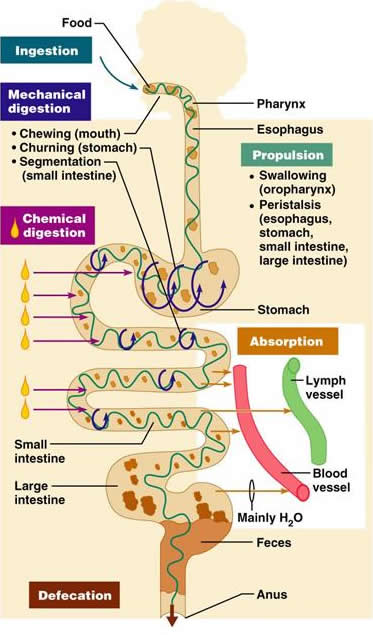 Food
Ingestion
Mechanical
digestion
• Chewing (mouth)
• Churning (stomach)
• Segmentation
(small intestine)
Pharynx
Esophagus
Propulsion
• Swallowing
(oropharynx)
• Peristalsis
(esophagus,
stomach,
small intestine,
large intestine)
Chemical
digestion
Stomach
Absorption
Lymph
vessel
Small
intestine
Blood
vessel
Large
intestine
Mainly H₂O
Feces
Defecation
Anus